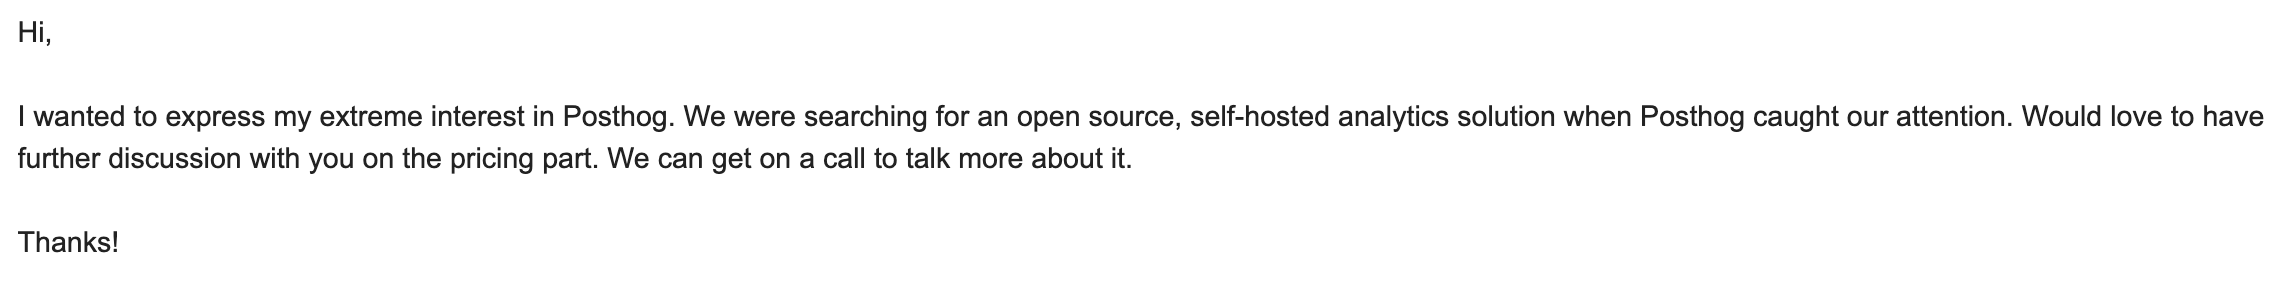 Hi,
I wanted to express my extreme interest in Posthog. We were searching for an open source, self-hosted analytics solution when Posthog caught our attention. Would love to have
further discussion with you on the pricing part. We can get on a call to talk more about it.
Thanks!